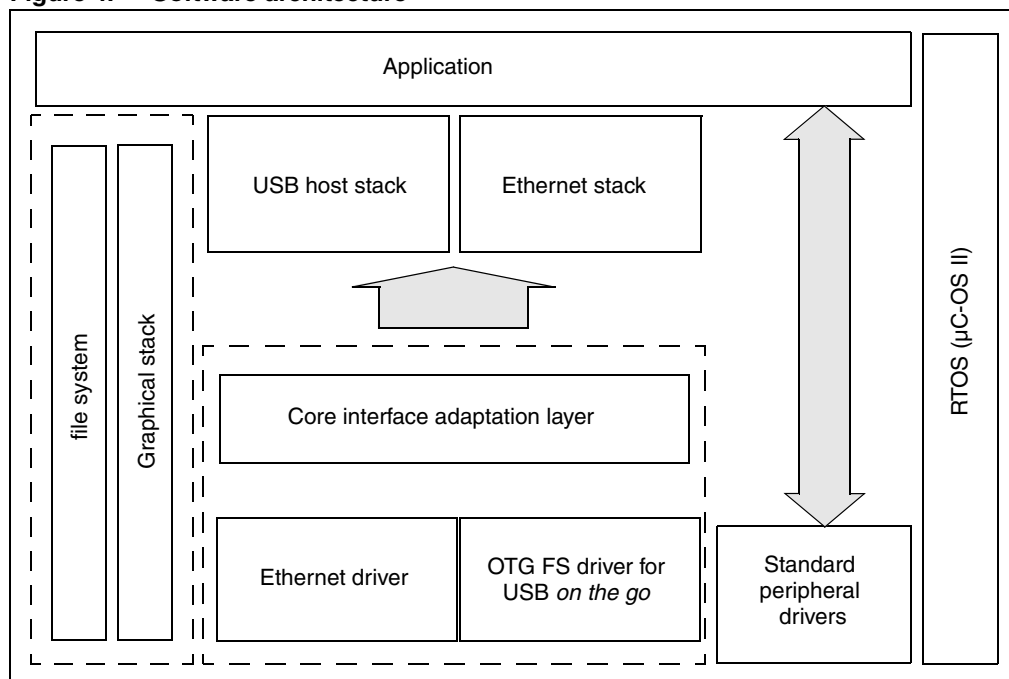 Figure 4. Software architecture
Application
USB host stack
Ethernet stack
file system
Graphical stack
RTOS (µC-OS II)
Core interface adaptation layer
Ethernet driver
OTG FS driver for
USB on the go
Standard
peripheral
drivers